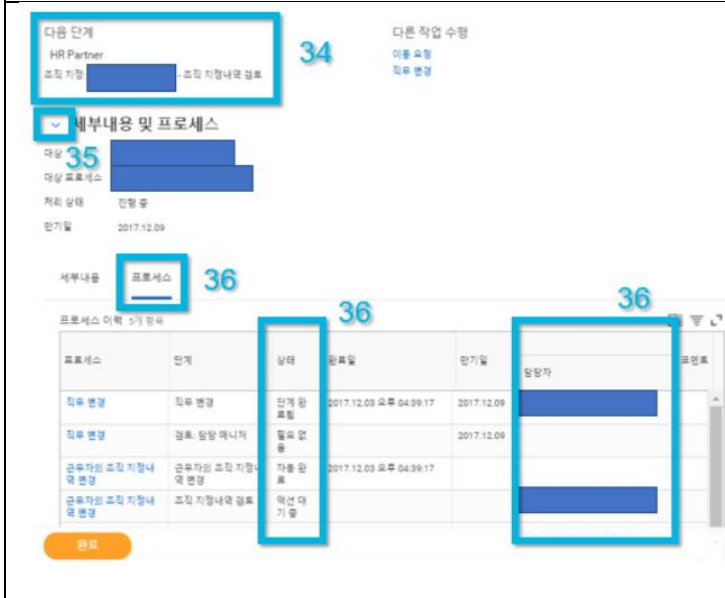 다음 단계
다른 작업 수행
34
HR Partner
이동 요청
조직 지정: - 조직 지정내역 검토
직무 변경
세부내용 및 프로세스
35
대상
대상 프로세스
처리 상태 진행 중
만기일 2017.12.09
세부내용 프로세스 36
36
36
프로세스 이력 5개 항목
프로세스 단계 상태 완료일 만기일 담당자 코멘트
직무 변경 직무 변경 단계 완료됨 2017.12.03 오후 04:39:17 2017.12.09
직무 변경 검토: 담당 매니저 필요 없음 2017.12.09
근무자의 조직 지정내역 변경 근무자의 조직 지정내역 변경 자동 완료 2017.12.03 오후 04:39:17
근무자의 조직 지정내역 변경 조직 지정내역 검토 액션 대기 중
완료